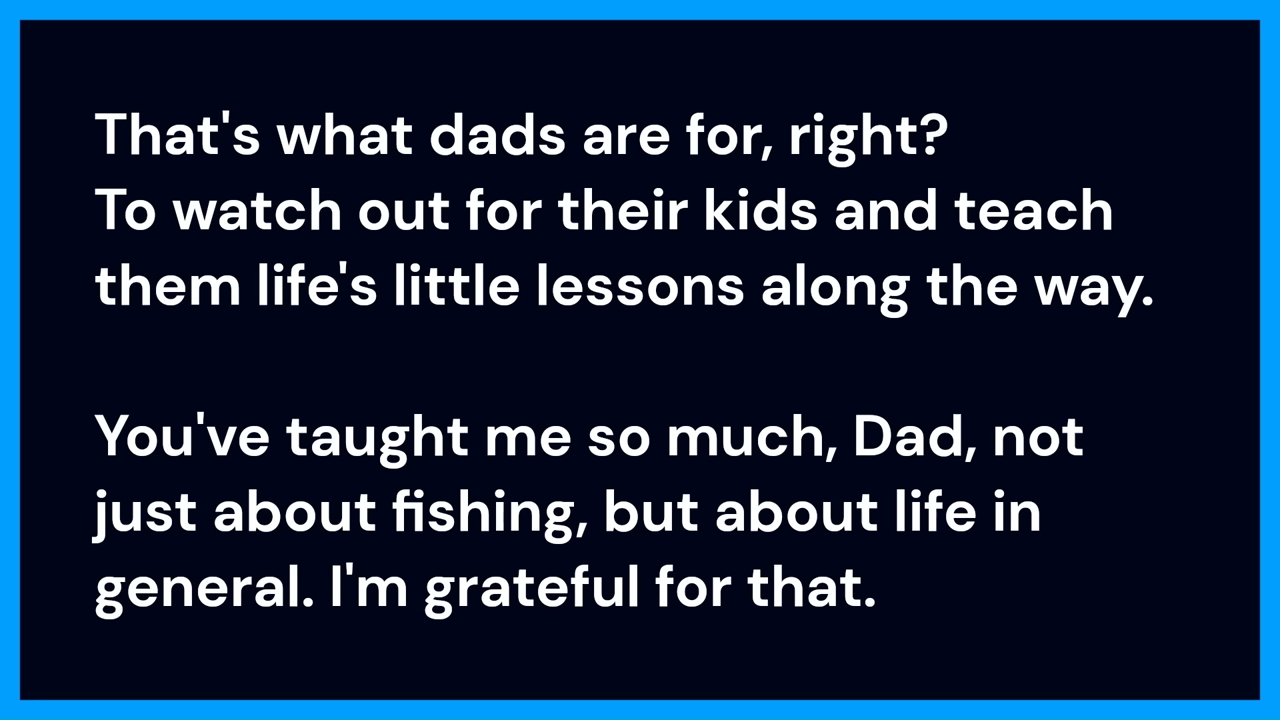 That's what dads are for, right?
To watch out for their kids and teach
them life's little lessons along the way.
You've taught me so much, Dad, not
just about fishing, but about life in
general. I'm grateful for that.